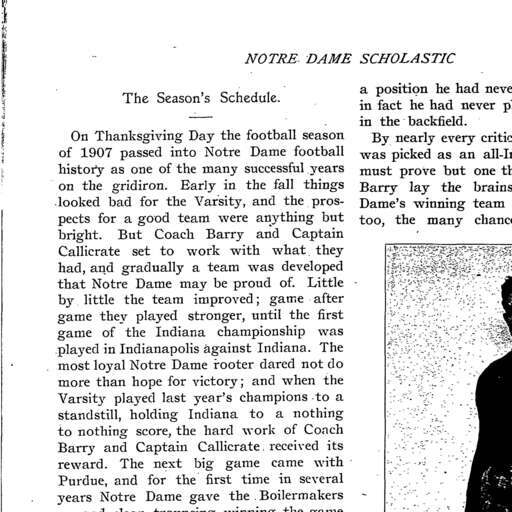 NOTRE DAME SCHOLASTIC
The Season's Schedule.
On Thanksgiving Day the football season
of 1907 passed into Notre Dame football
history as one of the many successful years
on the gridiron. Early in the fall things
looked bad for the Varsity, and the pros-
pects for a good team were anything but
bright. But Coach Barry and Captain
Callicrate set to work with what they
had, and gradually a team was developed
that Notre Dame may be proud of. Little
by little the team improved; game after
game they played stronger, until the first
game of the Indiana championship was
played in Indianapolis against Indiana. The
most loyal Notre Dame rooter dared not do
more than hope for victory; and when the
Varsity played last year's champions to a
standstill, holding Indiana to a nothing
to nothing score, the hard work of Coach
Barry and Captain Callicrate received its
reward. The next big game came with
Purdue, and for the first time in several
years Notre Dame gave the Boilermakers
a position he had neve
in fact he had never p
in the backfield.
By nearly every critic
was picked as an all-In
must prove but one th
Barry lay the brains
Dame's winning team
too, the many chance